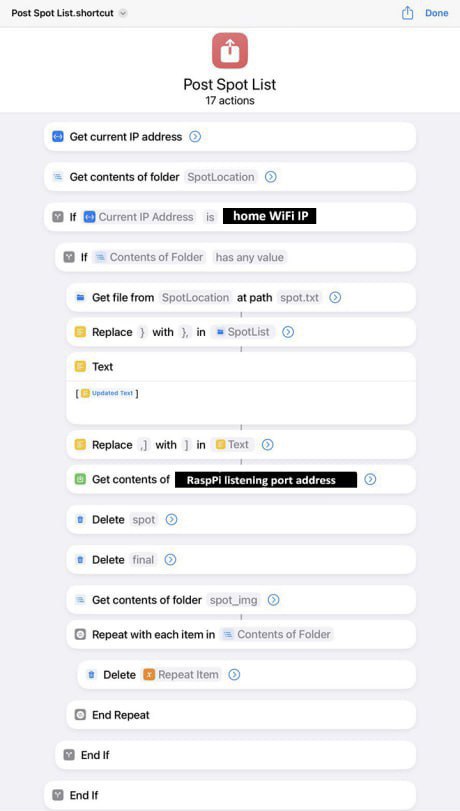 Post Spot List.shortcut
Done
Post Spot List
17 actions
Get current IP address
Get contents of folder SpotLocation
If Current IP Address is home WiFi IP
If Contents of Folder has any value
Get file from SpotLocation at path spot.txt
Replace } with }, in SpotList
Text
[ Updated Text ]
Replace ,] with ] in Text
Get contents of RaspPi listening port address
Delete spot
Delete final
Get contents of folder spot_img
Repeat with each item in Contents of Folder
Delete Repeat Item
End Repeat
End If
End If